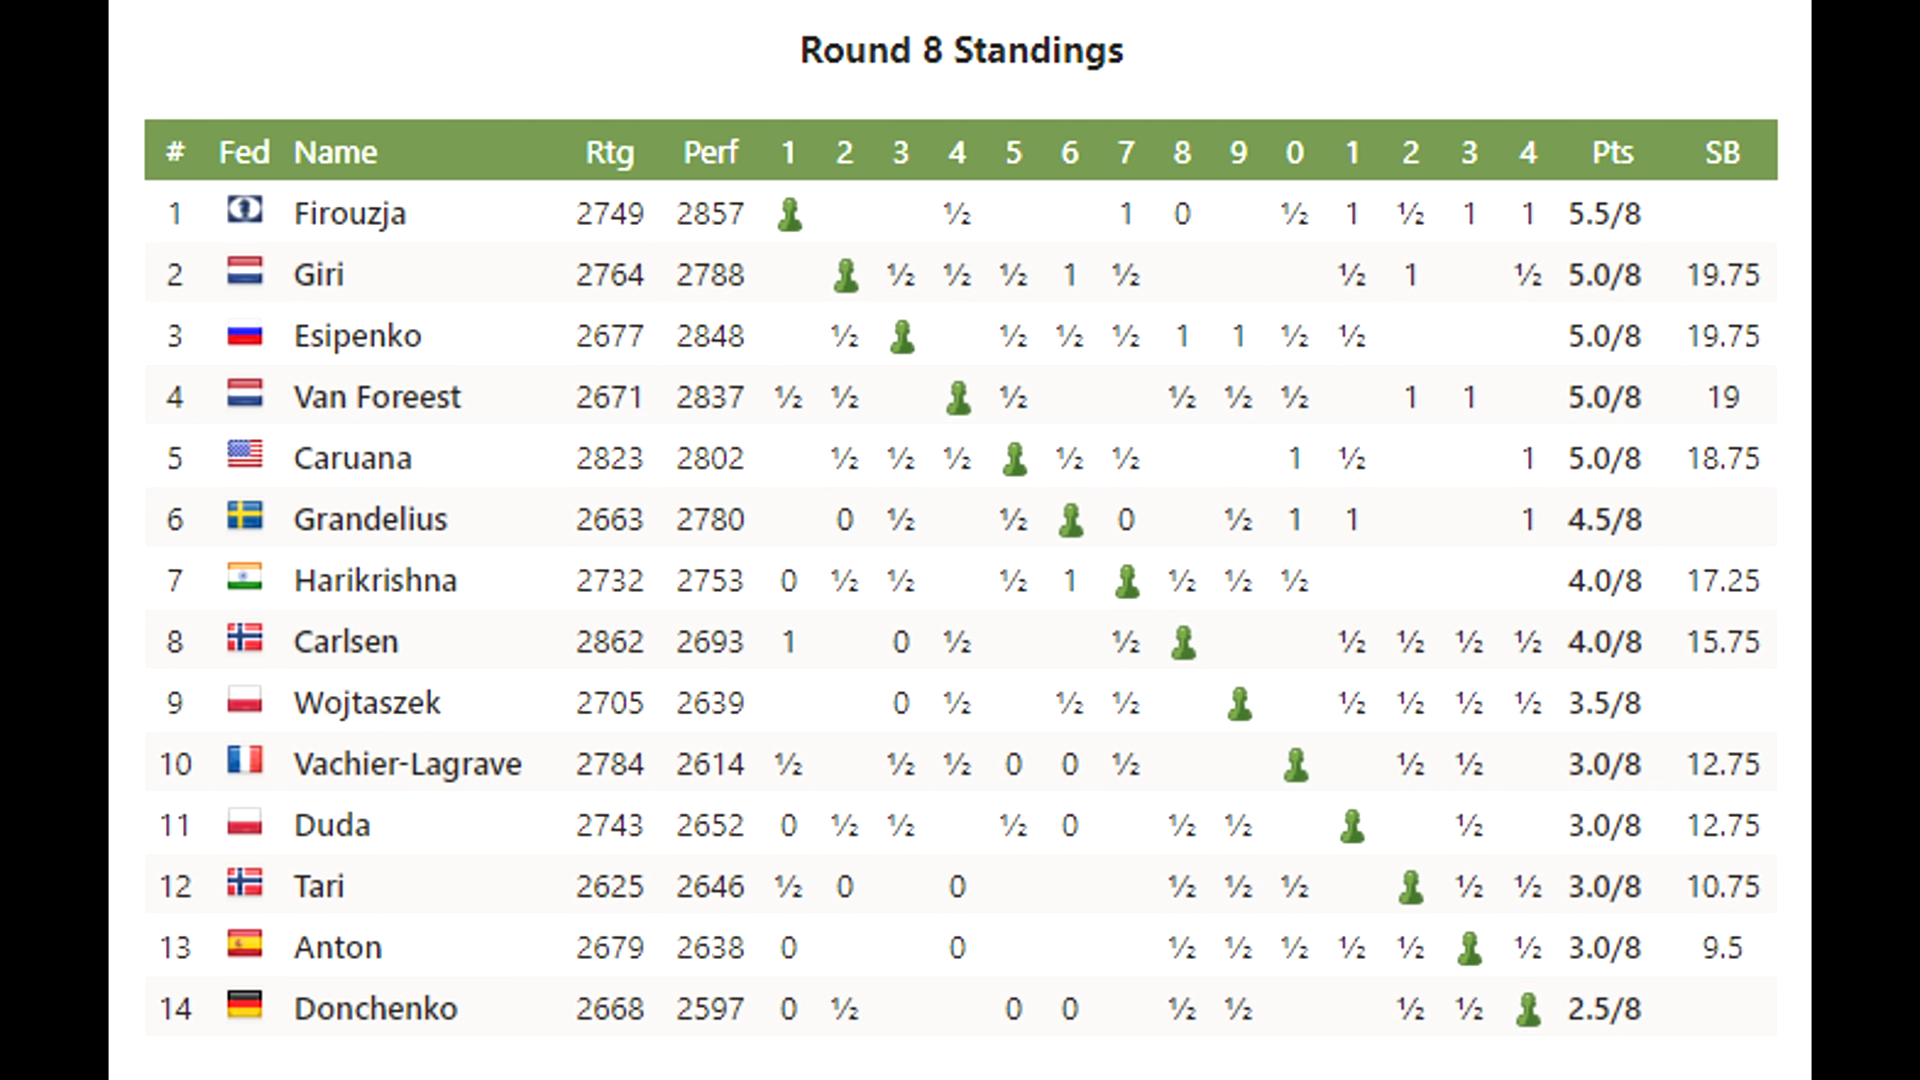 Round 8 Standings
# Fed Name Rtg Perf 1 2 3 4 5 6 7 8 9 0 1 2 3 4 Pts SB
1 Firouzja 2749 2857 ½ 1 0 ½ 1 ½ 1 1 5.5/8
2 Giri 2764 2788 ½ ½ ½ 1 ½ ½ 1 ½ 5.0/8 19.75
3 Esipenko 2677 2848 ½ ½ ½ ½ 1 1 ½ ½ 5.0/8 19.75
4 Van Foreest 2671 2837 ½ ½ ½ ½ ½ ½ 1 1 5.0/8 19
5 Caruana 2823 2802 ½ ½ ½ ½ ½ 1 ½ 1 5.0/8 18.75
6 Grandelius 2663 2780 0 ½ ½ 0 ½ 1 1 1 4.5/8
7 Harikrishna 2732 2753 0 ½ ½ ½ 1 ½ ½ ½ 4.0/8 17.25
8 Carlsen 2862 2693 1 0 ½ ½ ½ ½ ½ ½ 4.0/8 15.75
9 Wojtaszek 2705 2639 0 ½ ½ ½ ½ ½ ½ ½ 3.5/8
10 Vachier-Lagrave 2784 2614 ½ ½ ½ 0 0 ½ ½ ½ 3.0/8 12.75
11 Duda 2743 2652 0 ½ ½ ½ 0 ½ ½ ½ 3.0/8 12.75
12 Tari 2625 2646 ½ 0 0 ½ ½ ½ ½ ½ 3.0/8 10.75
13 Anton 2679 2638 0 0 ½ ½ ½ ½ ½ ½ 3.0/8 9.5
14 Donchenko 2668 2597 0 ½ 0 0 ½ ½ ½ ½ 2.5/8